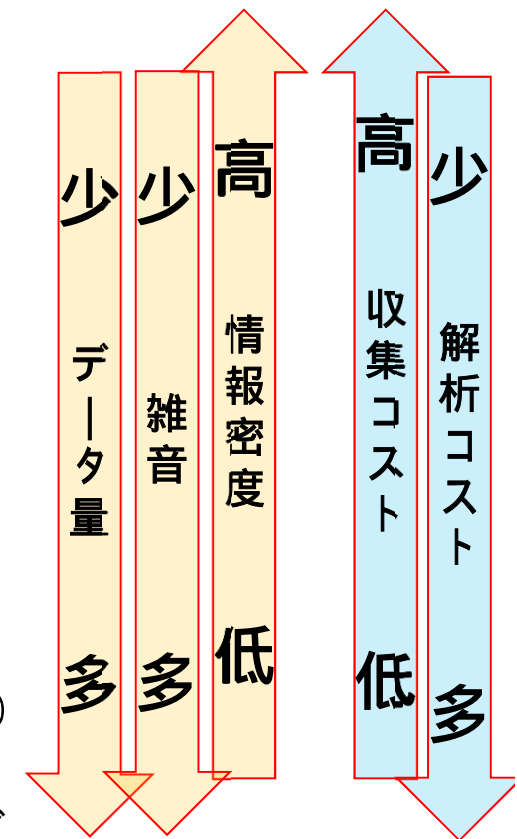 少 データ量 多
少 雑音 多
高 情報密度 低
高 収集コスト 低
少 解析コスト 多
)